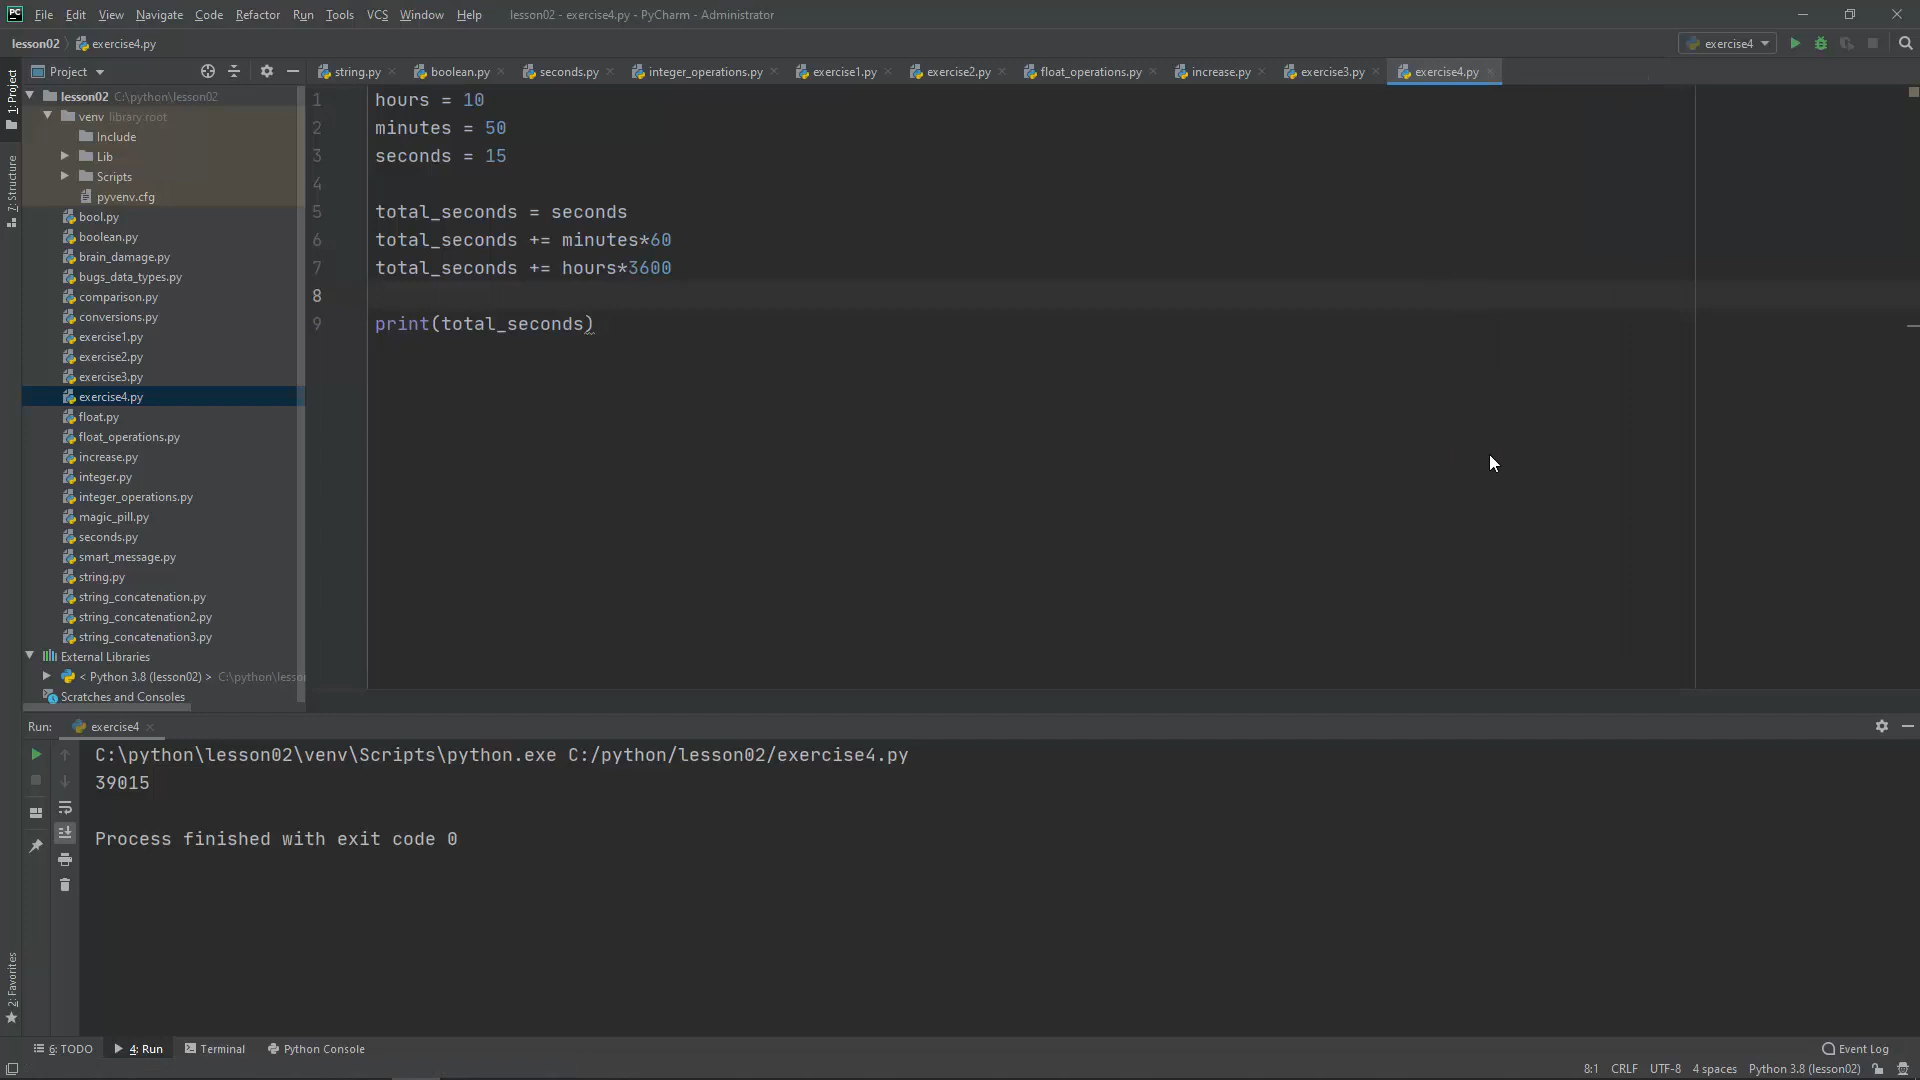 PC File Edit View Navigate Code Refactor Run Tools VCS Window Help lesson02 - exercise4.py - PyCharm - Administrator
lesson02 exercise4.py exercise4
Project string.py boolean.py seconds.py integer_operations.py exercise1.py exercise2.py float_operations.py increase.py exercise3.py exercise4.py
1: Project
7: Structure
2: Favorites
lesson02 C:\python\lesson02
venv library root
Include
Lib
Scripts
pyvenv.cfg
bool.py
boolean.py
brain_damage.py
bugs_data_types.py
comparison.py
conversions.py
exercise1.py
exercise2.py
exercise3.py
exercise4.py
float.py
float_operations.py
increase.py
integer.py
integer_operations.py
magic_pill.py
seconds.py
smart_message.py
string.py
string_concatenation.py
string_concatenation2.py
string_concatenation3.py
External Libraries
< Python 3.8 (lesson02) > C:\python\lesso
Scratches and Consoles
1 hours = 10
2 minutes = 50
3 seconds = 15
4
5 total_seconds = seconds
6 total_seconds += minutes*60
7 total_seconds += hours*3600
8
9 print(total_seconds)
Run: exercise4
C:\python\lesson02\venv\Scripts\python.exe C:/python/lesson02/exercise4.py
39015
Process finished with exit code 0
6: TODO 4: Run Terminal Python Console Event Log
8:1 CRLF UTF-8 4 spaces Python 3.8 (lesson02)